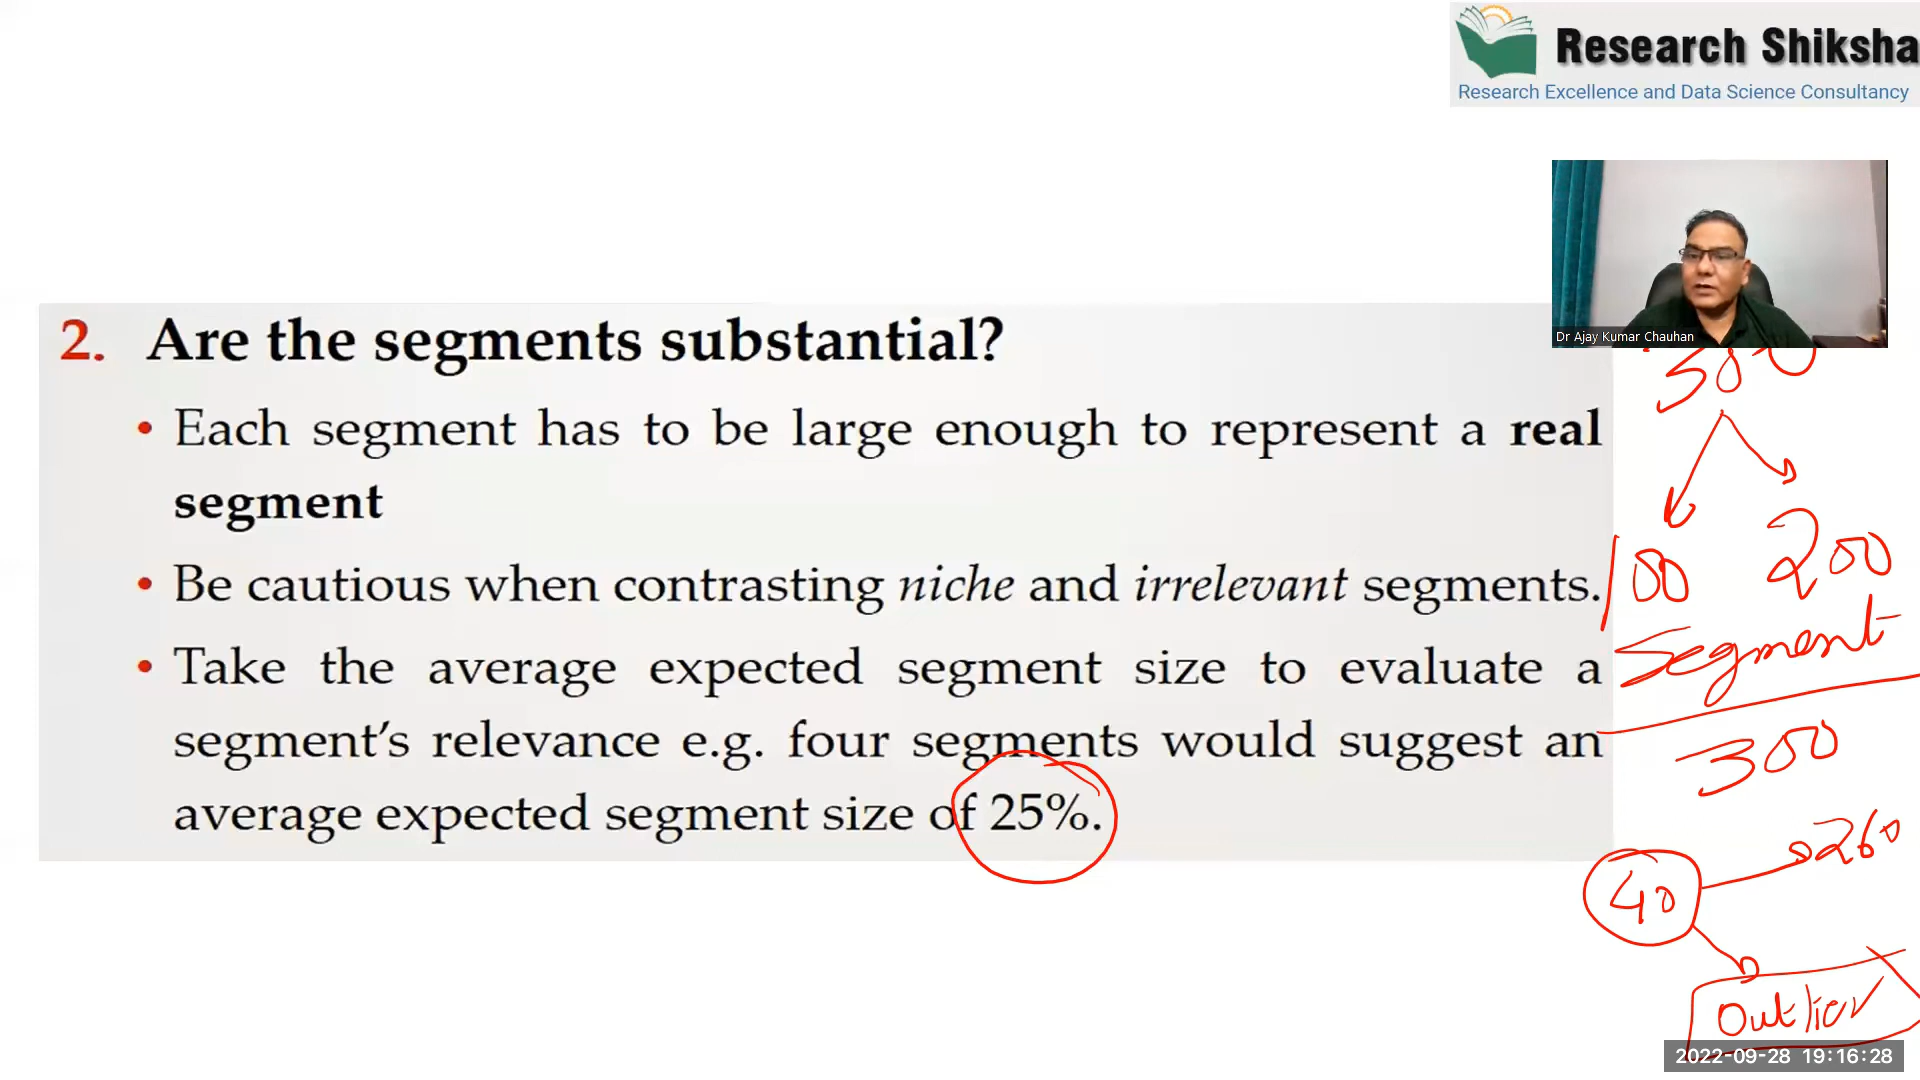 Research Shiksha
Research Excellence and Data Science Consultancy
Dr Ajay Kumar Chauhan
2. Are the segments substantial?
• Each segment has to be large enough to represent a real
segment
• Be cautious when contrasting niche and irrelevant segments.
• Take the average expected segment size to evaluate a
segment’s relevance e.g. four segments would suggest an
average expected segment size of 25%.
100 200
Segment
300
260
40
Outlier
2022-09-28 19:16:28